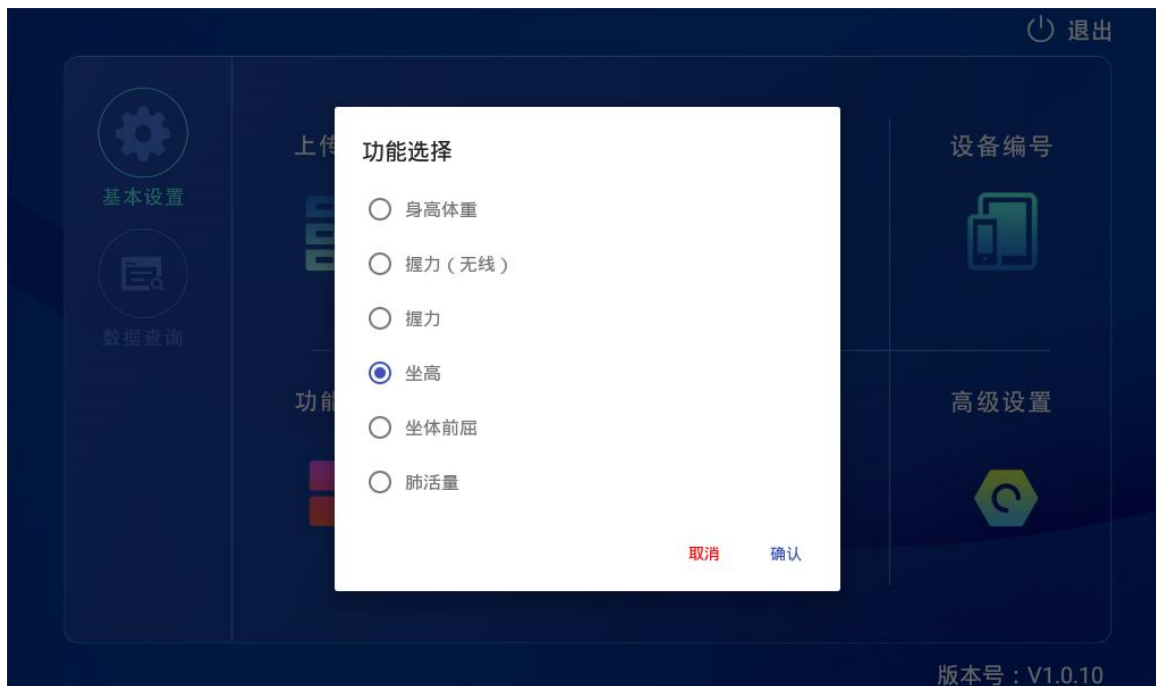 退出
基本设置
数据查询
上传
设备编号
功能
高级设置
功能选择
身高体重
握力（无线）
握力
坐高
坐体前屈
肺活量
取消
确认
版本号：V1.0.10